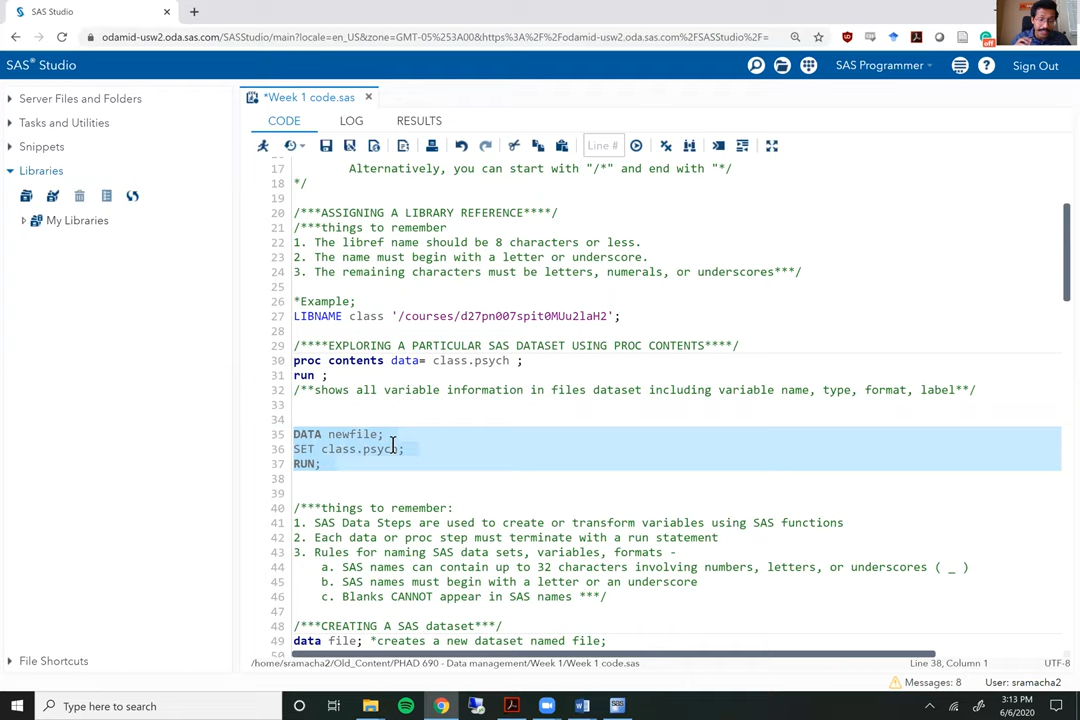 SAS Studio
odamid-usw2.oda.sas.com/SASStudio/main?locale=en_US&zone=GMT-05%253A00&https%3A%2F%2Fodamid-usw2.oda.sas.com%2FSASStudio%2F=
off
SAS® Studio
SAS Programmer
Sign Out
Server Files and Folders
Tasks and Utilities
Snippets
Libraries
My Libraries
File Shortcuts
*Week 1 code.sas
CODE
LOG
RESULTS
Line #
17 Alternatively, you can start with "/*" and end with "*/
18 */
19
20 /***ASSIGNING A LIBRARY REFERENCE****/
21 /***things to remember
22 1. The libref name should be 8 characters or less.
23 2. The name must begin with a letter or underscore.
24 3. The remaining characters must be letters, numerals, or underscores***/
25
26 *Example;
27 LIBNAME class '/courses/d27pn007spit0MUu2laH2';
28
29 /****EXPLORING A PARTICULAR SAS DATASET USING PROC CONTENTS****/
30 proc contents data= class.psych ;
31 run ;
32 /**shows all variable information in files dataset including variable name, type, format, label**/
33
34
35 DATA newfile;
36 SET class.psych;
37 RUN;
38
39
40 /***things to remember:
41 1. SAS Data Steps are used to create or transform variables using SAS functions
42 2. Each data or proc step must terminate with a run statement
43 3. Rules for naming SAS data sets, variables, formats -
44 a. SAS names can contain up to 32 characters involving numbers, letters, or underscores ( _ )
45 b. SAS names must begin with a letter or an underscore
46 c. Blanks CANNOT appear in SAS names ***/
47
48 /***CREATING A SAS dataset***/
49 data file; *creates a new dataset named file;
50
/home/sramacha2/Old_Content/PHAD 690 - Data management/Week 1/Week 1 code.sas
Line 38, Column 1
UTF-8
Messages: 8
User: sramacha2
Type here to search
3:13 PM
6/6/2020